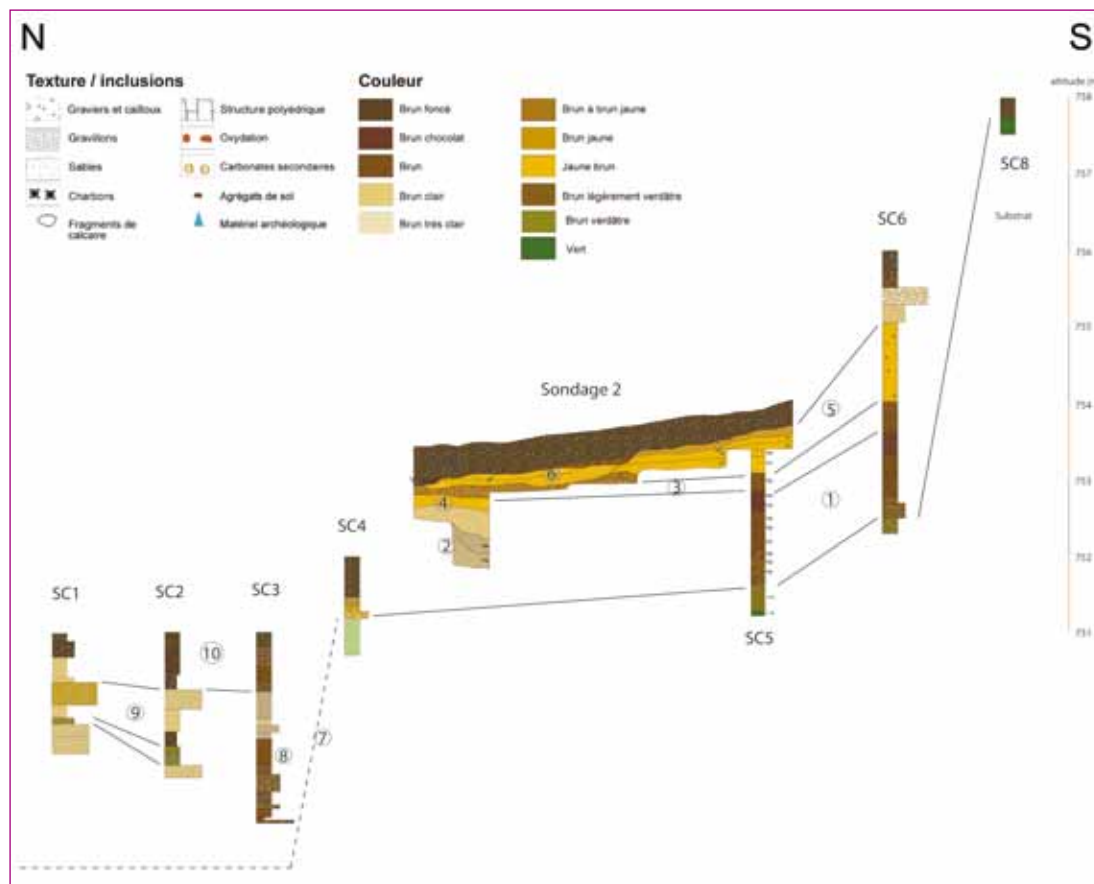 N
S
Texture / inclusions
Couleur
altitude (m
Graviers et cailloux
Structure polyédrique
Brun foncé
Brun à brun jaune
Gravillons
Oxydation
Brun chocolat
Brun jaune
Sables
Carbonates secondaires
Brun
Jaune brun
Charbons
Agrégats de sol
Brun clair
Brun légèrement verdâtre
Fragments de calcaire
Matériel archéologique
Brun très clair
Brun verdâtre
Vert
758
SC8
757
Substrat
SC6
756
755
Sondage 2
⑤
754
⑥
③
753
④
①
②
SC4
752
SC1
SC2
SC3
751
SC5
⑩
⑨
⑦
⑧